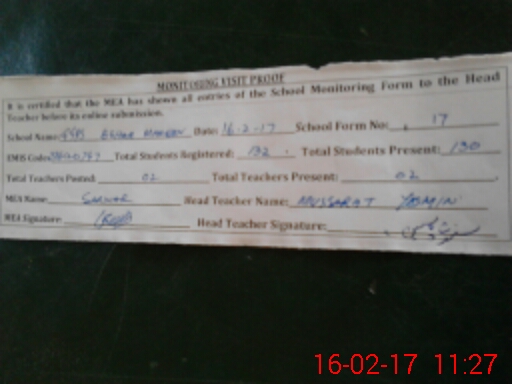 MONITORING VISIT PROOF
It is certified that the MEA has shown all entries of the School Monitoring Form to the Head
Teacher before its online submission.
School Name: Date: 16-2-17 School Form No: 17
EMIS Code: Total Students Registered: 132 Total Students Present: 130
Total Teachers Posted: 02 Total Teachers Present: 02
MEA Name: Sarwar Head Teacher Name: MUSSARAT YASMIN
MEA Signature: Head Teacher Signature:
16-02-17 11:27